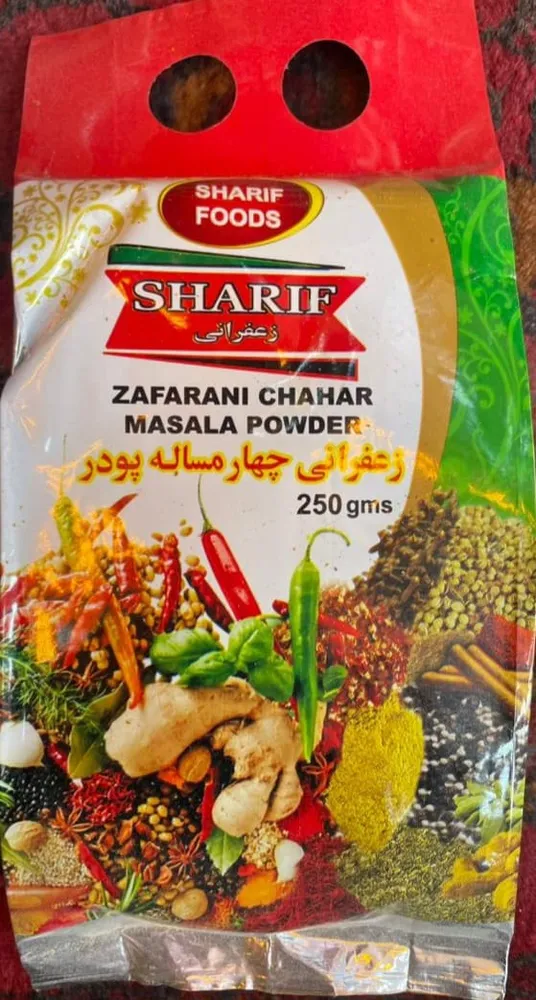 SHARIF
FOODS
SHARIF
زعفرانی
ZAFARANI CHAHAR
MASALA POWDER
زعفرانی چهار مساله پودر
250 gms